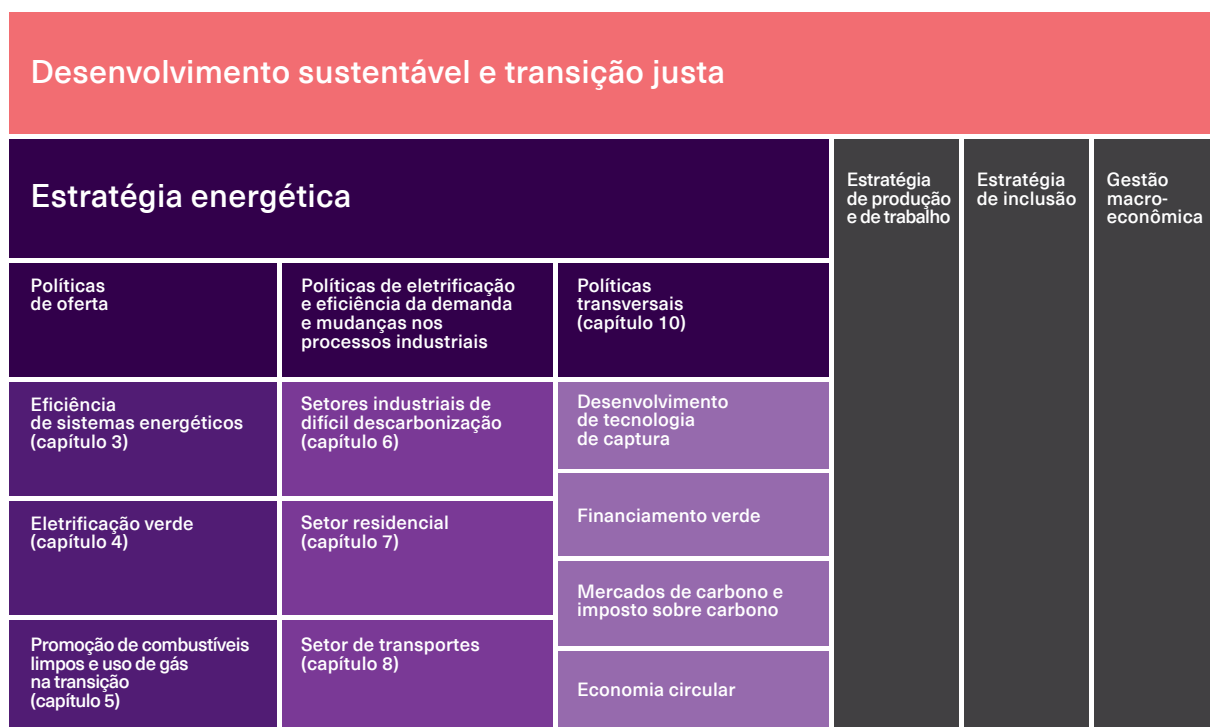 Desenvolvimento sustentável e transição justa
Estratégia energética
Estratégia
de produção
e de trabalho
Estratégia
de inclusão
Gestão
macro-
econômica
Políticas
de oferta
Políticas de eletrificação
e eficiência da demanda
e mudanças nos
processos industriais
Políticas
transversais
(capítulo 10)
Eficiência
de sistemas energéticos
(capítulo 3)
Setores industriais de
difícil descarbonização
(capítulo 6)
Desenvolvimento
de tecnologia
de captura
Eletrificação verde
(capítulo 4)
Setor residencial
(capítulo 7)
Financiamento verde
Mercados de carbono e
imposto sobre carbono
Promoção de combustíveis
limpos e uso de gás
na transição
(capítulo 5)
Setor de transportes
(capítulo 8)
Economia circular